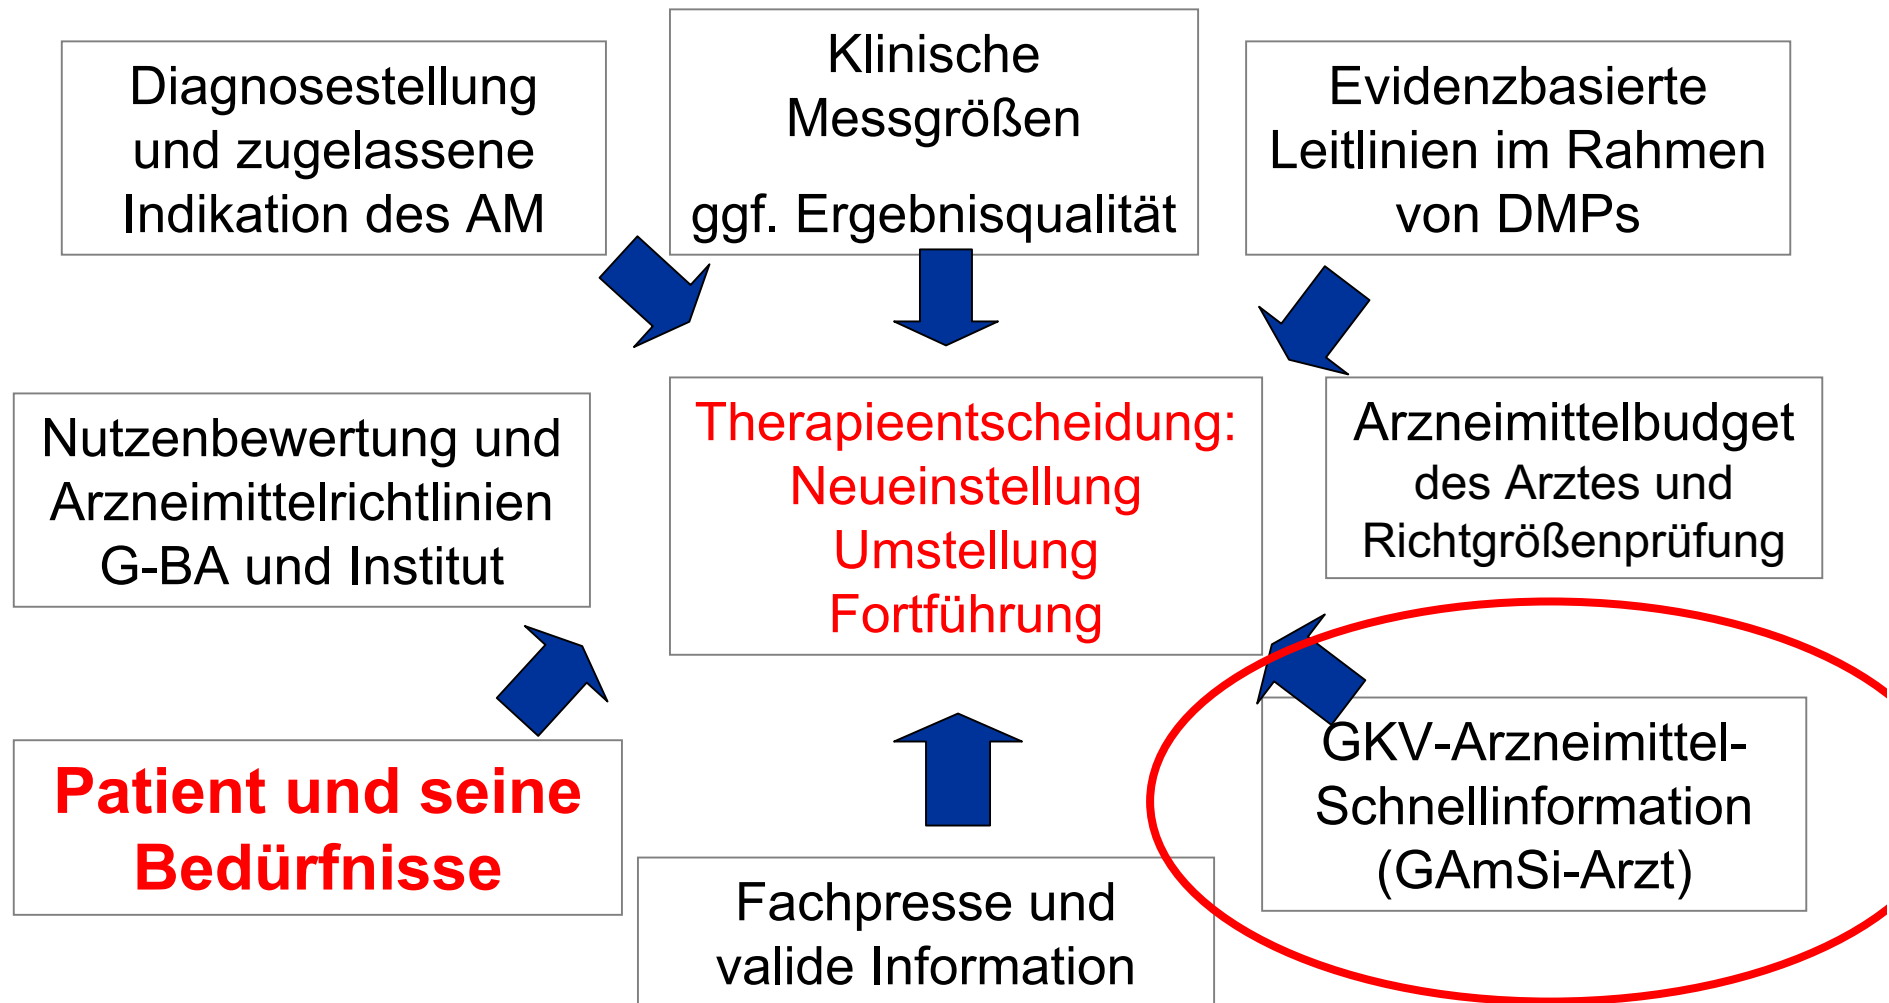 Diagnosestellung
und zugelassene
Indikation des AM
Klinische
Messgrößen
ggf. Ergebnisqualität
Evidenzbasierte
Leitlinien im Rahmen
von DMPs
Nutzenbewertung und
Arzneimittelrichtlinien
G-BA und Institut
Therapieentscheidung:
Neueinstellung
Umstellung
Fortführung
Arzneimittelbudget
des Arztes und
Richtgrößenprüfung
Patient und seine
Bedürfnisse
Fachpresse und
valide Information
GKV-Arzneimittel-
Schnellinformation
(GAmSi-Arzt)